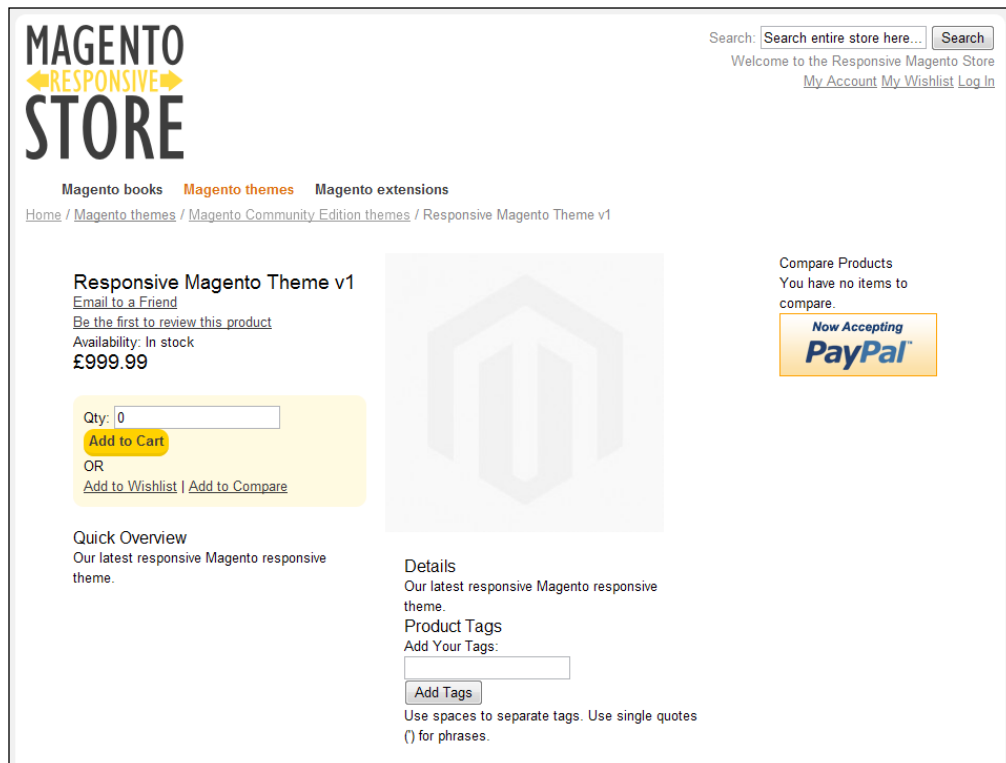 MAGENTO
RESPONSIVE
STORE
Search: Search entire store here... Search
Welcome to the Responsive Magento Store
My Account My Wishlist Log In
Magento books Magento themes Magento extensions
Home / Magento themes / Magento Community Edition themes / Responsive Magento Theme v1
Responsive Magento Theme v1
Email to a Friend
Be the first to review this product
Availability: In stock
£999.99
Qty: 0
Add to Cart
OR
Add to Wishlist | Add to Compare
Quick Overview
Our latest responsive Magento responsive
theme.
Details
Our latest responsive Magento responsive
theme.
Product Tags
Add Your Tags:
Add Tags
Use spaces to separate tags. Use single quotes
(') for phrases.
Compare Products
You have no items to
compare.
Now Accepting
PayPal™